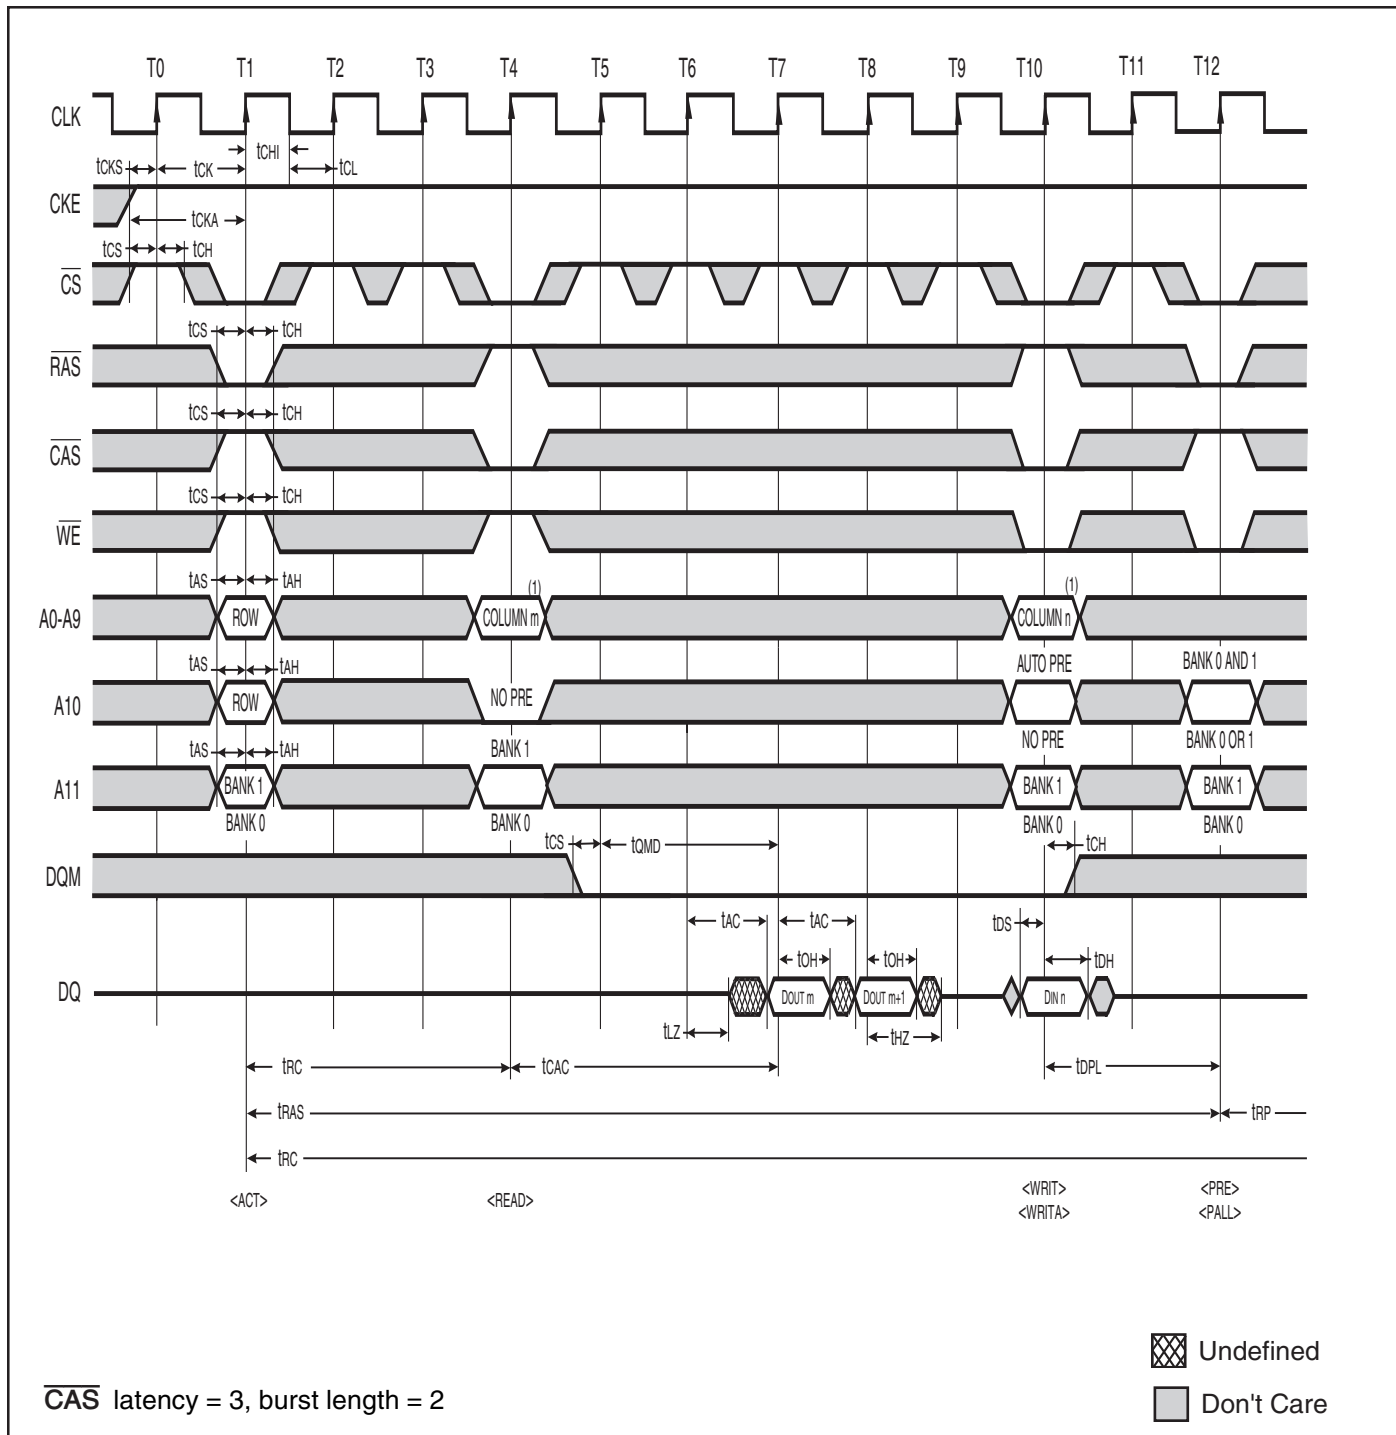 T0 T1 T2 T3 T4 T5 T6 T7 T8 T9 T10 T11 T12
CLK
tCHI
tCKS tCK tCL
CKE
tCKA
tCS tCH
CS
tCS tCH
RAS
tCS tCH
CAS
tCS tCH
WE
tAS tAH (1) (1)
A0-A9 ROW COLUMN m COLUMN n
tAS tAH AUTO PRE BANK 0 AND 1
A10 ROW NO PRE
tAS tAH BANK 1 NO PRE BANK 0 OR 1
A11 BANK 1 BANK 1 BANK 1
BANK 0 BANK 0 BANK 0 BANK 0
tCS tQMD tCH
DQM
tAC tAC tDS
tOH tOH tDH
DQ DOUT m DOUT m+1 DIN n
tLZ tHZ
tRC tCAC tDPL
tRAS tRP
tRC
<ACT> <READ> <WRIT> <PRE>
<WRITA> <PALL>
Undefined
CAS latency = 3, burst length = 2
Don't Care